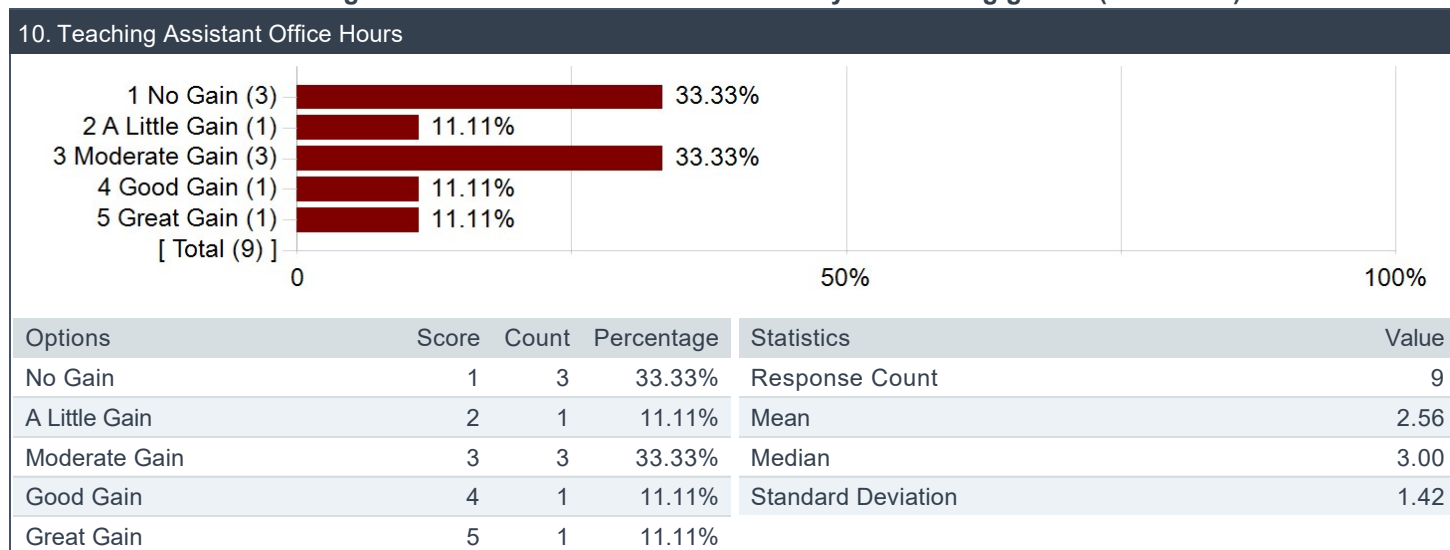 10. Teaching Assistant Office Hours
1 No Gain (3) 33.33%
2 A Little Gain (1) 11.11%
3 Moderate Gain (3) 33.33%
4 Good Gain (1) 11.11%
5 Great Gain (1) 11.11%
[ Total (9) ]
0 50% 100%
Options Score Count Percentage Statistics Value
No Gain 1 3 33.33% Response Count 9
A Little Gain 2 1 11.11% Mean 2.56
Moderate Gain 3 3 33.33% Median 3.00
Good Gain 4 1 11.11% Standard Deviation 1.42
Great Gain 5 1 11.11%